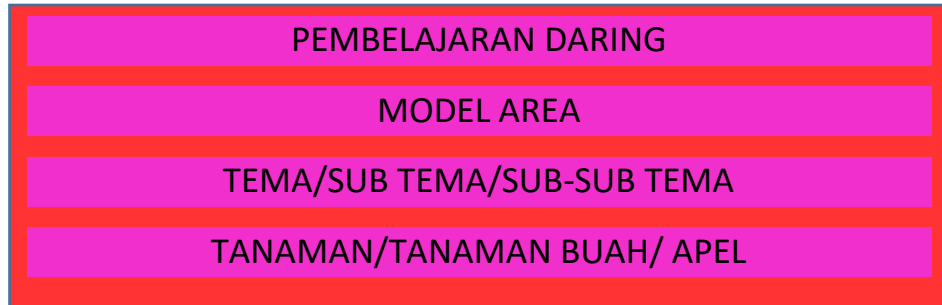 PEMBELAJARAN DARING
MODEL AREA
TEMA/SUB TEMA/SUB-SUB TEMA
TANAMAN/TANAMAN BUAH/ APEL